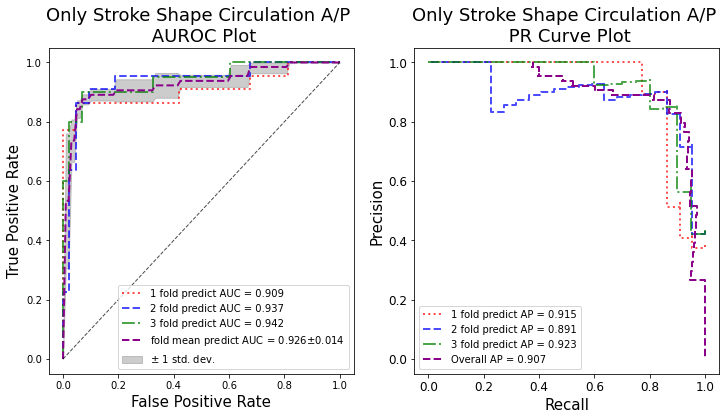 Only Stroke Shape Circulation A/P
AUROC Plot
True Positive Rate
1.0
0.8
0.6
0.4
0.2
0.0
1 fold predict AUC = 0.909
2 fold predict AUC = 0.937
3 fold predict AUC = 0.942
fold mean predict AUC = 0.926±0.014
± 1 std. dev.
0.0 0.2 0.4 0.6 0.8 1.0
False Positive Rate
Only Stroke Shape Circulation A/P
PR Curve Plot
Precision
1.0
0.8
0.6
0.4
0.2
0.0
1 fold predict AP = 0.915
2 fold predict AP = 0.891
3 fold predict AP = 0.923
Overall AP = 0.907
0.0 0.2 0.4 0.6 0.8 1.0
Recall